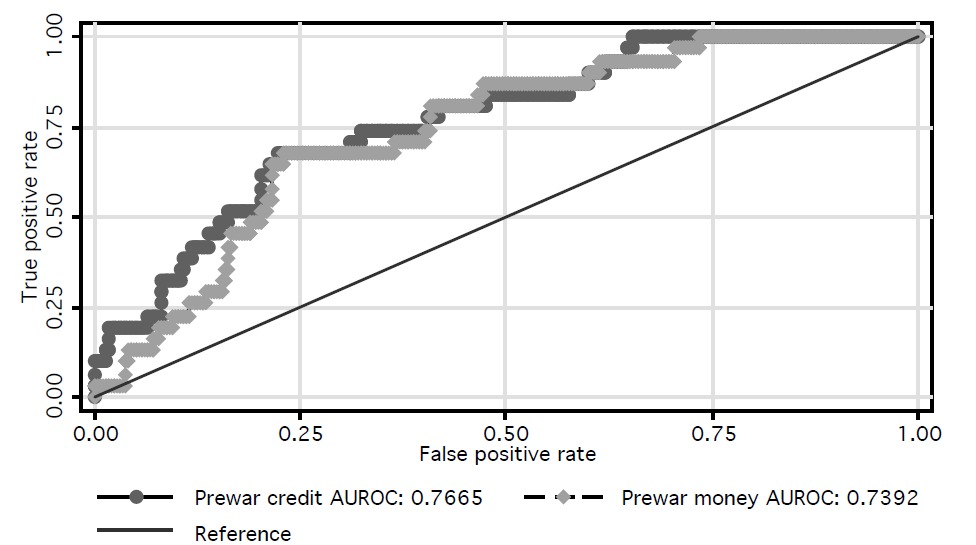 True positive rate
1.00
0.75
0.50
0.25
0.00
0.00 0.25 0.50 0.75 1.00
False positive rate
Prewar credit AUROC: 0.7665 Prewar money AUROC: 0.7392
Reference